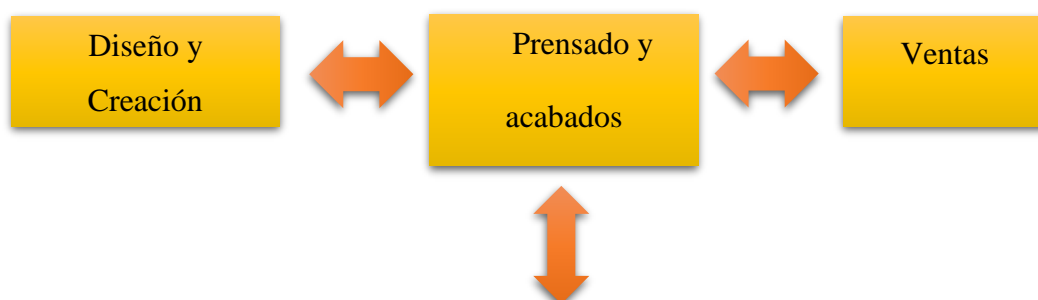 Diseño y
Creación
Prensado y
acabados
Ventas